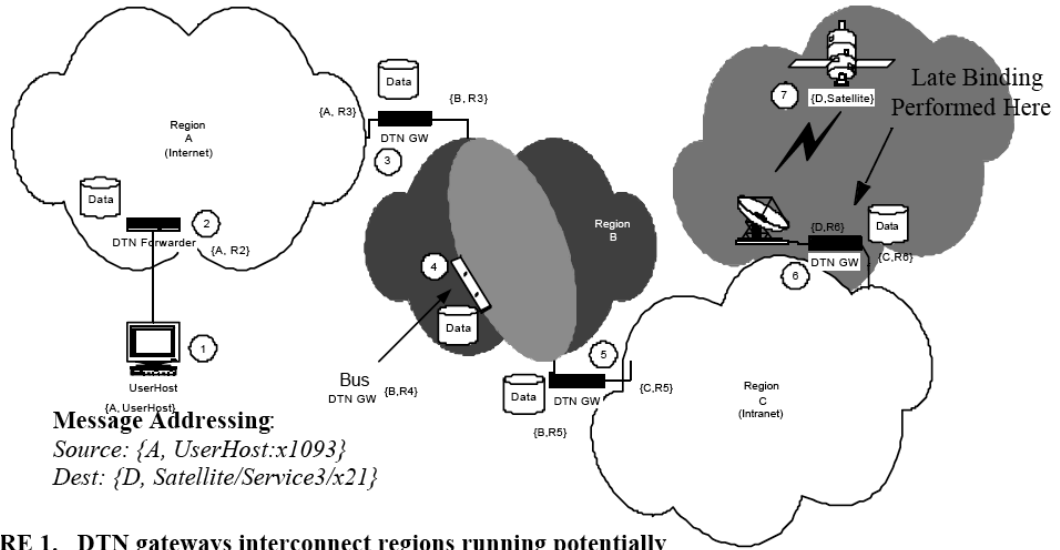 Region
A
(Internet)
Data
{A, R3}
{B, R3}
DTN GW
3
Data
2
DTN Forwarder
{A, R2}
1
UserHost
{A, UserHost}
Message Addressing:
Source: {A, UserHost:x1093}
Dest: {D, Satellite/Service3/x21}
Region
B
4
Data
Bus
DTN GW
{B,R4}
5
Data
DTN GW
{C,R5}
{B,R5}
7
{D,Satellite}
Late Binding
Performed Here
{D,R6}
Data
DTN GW
{C,R6}
6
Region
C
(Intranet)
RE 1. DTN gateways interconnect regions running potentially